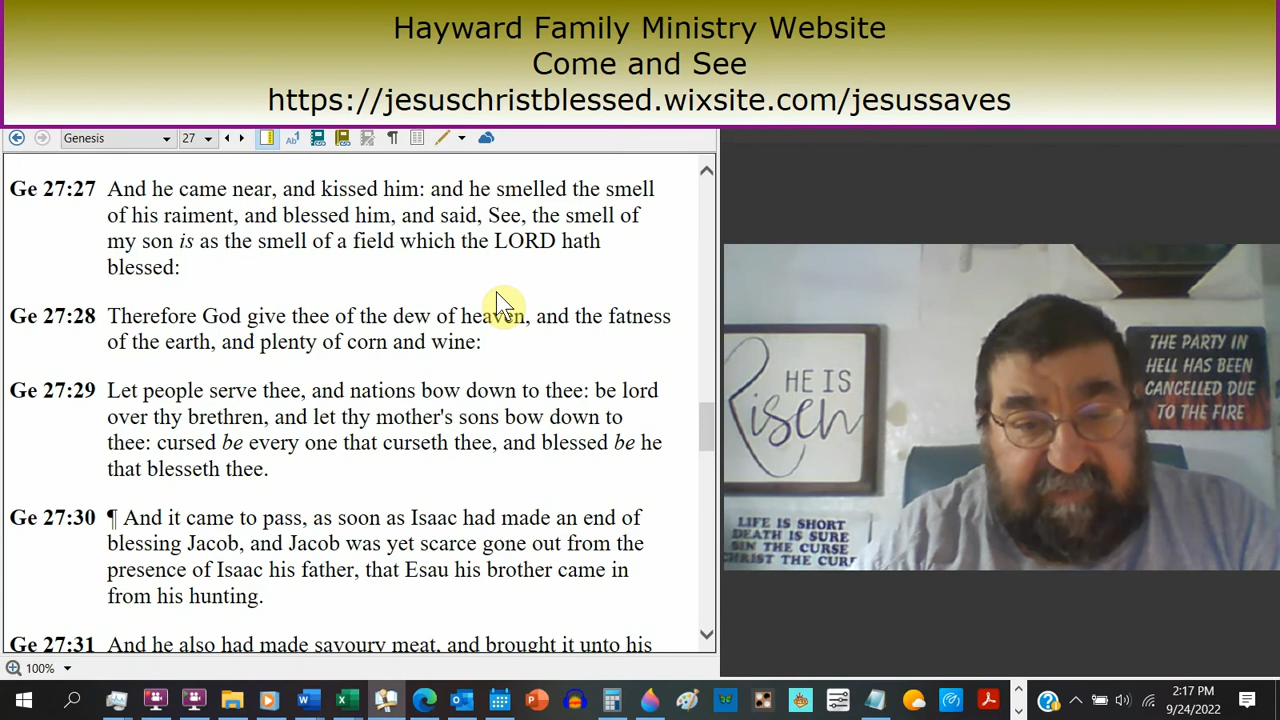 Hayward Family Ministry Website
Come and See
https://jesuschristblessed.wixsite.com/jesussaves
Genesis 27
Ge 27:27 And he came near, and kissed him: and he smelled the smell
of his raiment, and blessed him, and said, See, the smell of
my son is as the smell of a field which the LORD hath
blessed:
Ge 27:28 Therefore God give thee of the dew of heaven, and the fatness
of the earth, and plenty of corn and wine:
Ge 27:29 Let people serve thee, and nations bow down to thee: be lord
over thy brethren, and let thy mother's sons bow down to
thee: cursed be every one that curseth thee, and blessed be he
that blesseth thee.
Ge 27:30 ¶ And it came to pass, as soon as Isaac had made an end of
blessing Jacob, and Jacob was yet scarce gone out from the
presence of Isaac his father, that Esau his brother came in
from his hunting.
Ge 27:31 And he also had made savoury meat, and brought it unto his
100%
HE IS
Risen
THE PARTY IN
HELL HAS BEEN
CANCELLED DUE
TO THE FIRE
LIFE IS SHORT
DEATH IS SURE
SIN THE CURSE
CHRIST THE CUR
2:17 PM
9/24/2022